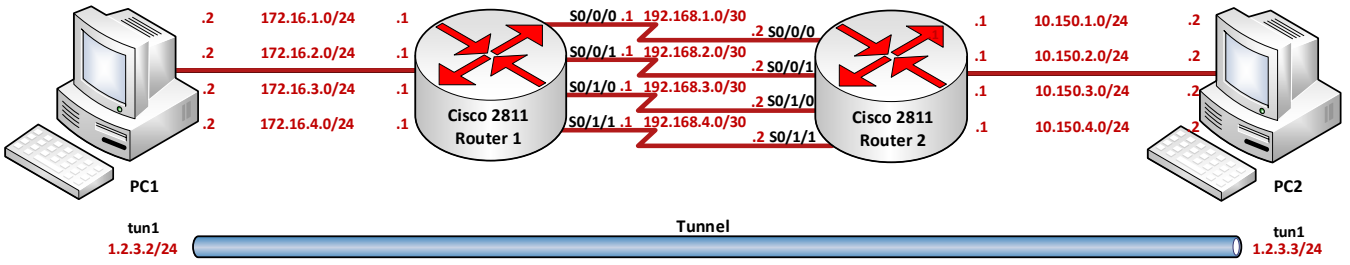 .2 172.16.1.0/24 .1 S0/0/0 .1 192.168.1.0/30 .2 S0/0/0 .1 10.150.1.0/24 .2
.2 172.16.2.0/24 .1 S0/0/1 .1 192.168.2.0/30 .2 S0/0/1 .1 10.150.2.0/24 .2
.2 172.16.3.0/24 .1 S0/1/0 .1 192.168.3.0/30 .2 S0/1/0 .1 10.150.3.0/24 .2
.2 172.16.4.0/24 .1 S0/1/1 .1 192.168.4.0/30 .2 S0/1/1 .1 10.150.4.0/24 .2
Cisco 2811
Router 1
Cisco 2811
Router 2
PC1
PC2
tun1
1.2.3.2/24
Tunnel
tun1
1.2.3.3/24